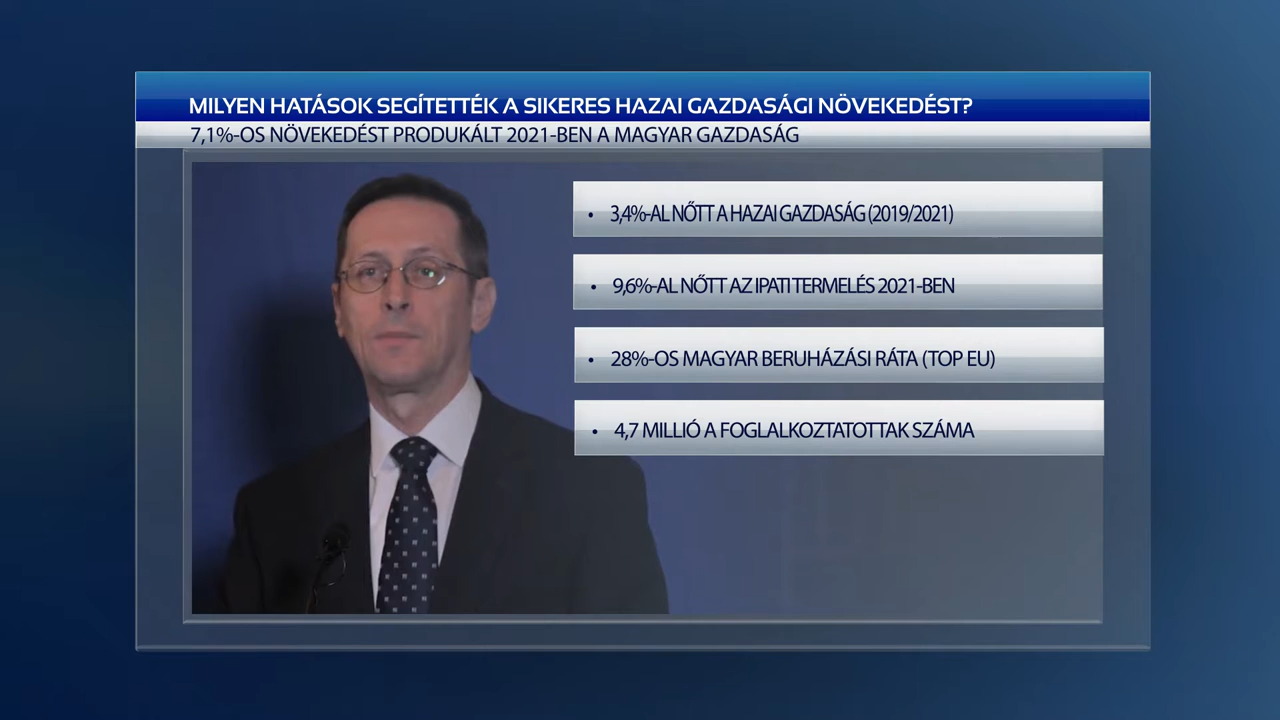 MILYEN HATÁSOK SEGÍTETTÉK A SIKERES HAZAI GAZDASÁGI NÖVEKEDÉST?
7,1%-OS NÖVEKEDÉST PRODUKÁLT 2021-BEN A MAGYAR GAZDASÁG
• 3,4%-AL NŐTT A HAZAI GAZDASÁG (2019/2021)
• 9,6%-AL NŐTT AZ IPATI TERMELÉS 2021-BEN
• 28%-OS MAGYAR BERUHÁZÁSI RÁTA (TOP EU)
• 4,7 MILLIÓ A FOGLALKOZTATOTTAK SZÁMA